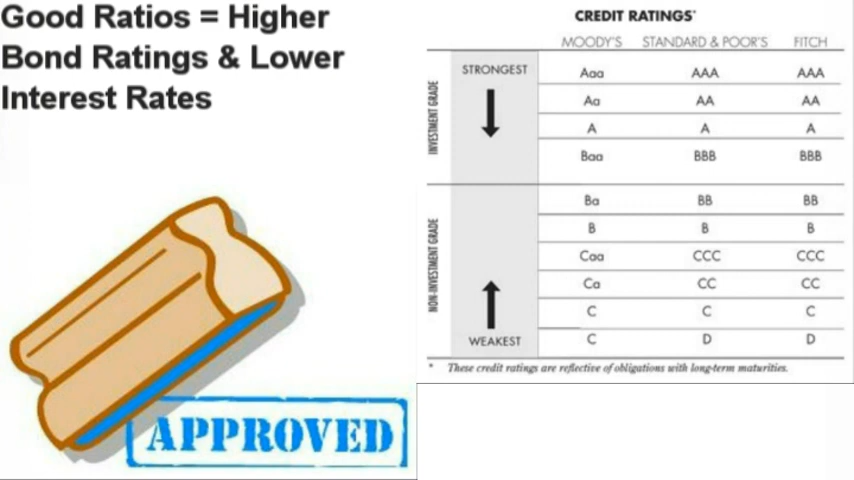 Good Ratios = Higher
Bond Ratings & Lower
Interest Rates
APPROVED
CREDIT RATINGS*
MOODY'S STANDARD & POOR'S FITCH
INVESTMENT GRADE
STRONGEST
Aaa AAA AAA
Aa AA AA
A A A
Baa BBB BBB
NON-INVESTMENT GRADE
Ba BB BB
B B B
Caa CCC CCC
Ca CC CC
C C C
WEAKEST C D D
* These credit ratings are reflective of obligations with long-term maturities.